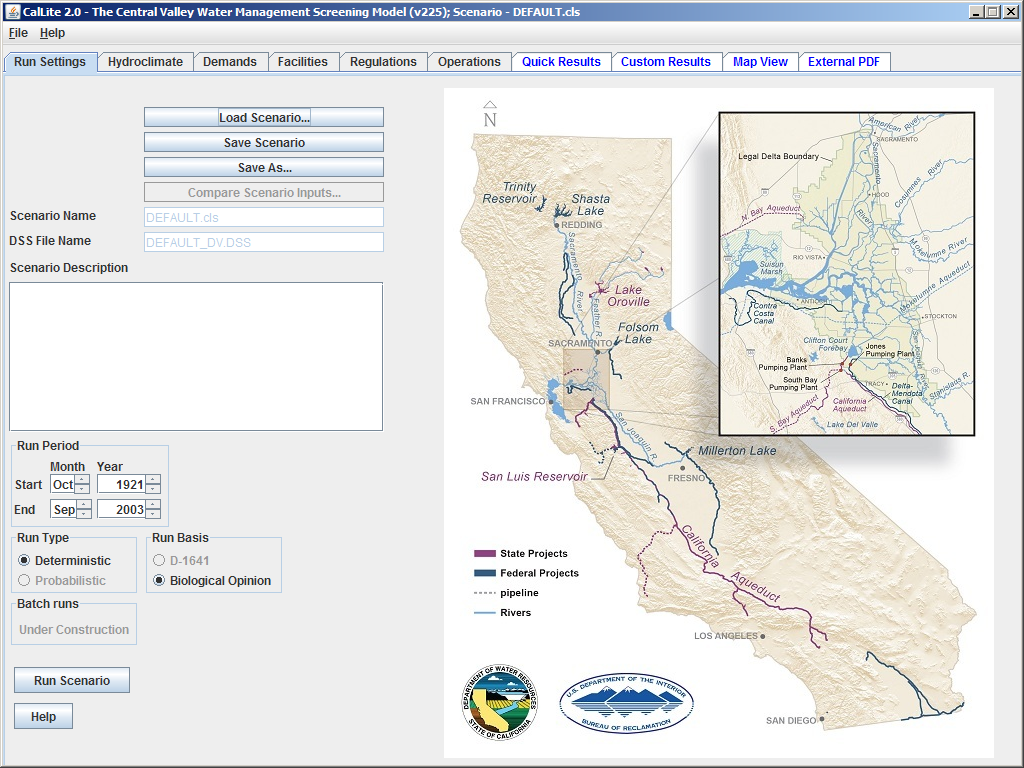 CalLite 2.0 - The Central Valley Water Management Screening Model (v225); Scenario - DEFAULT.cls
File Help
Run Settings Hydroclimate Demands Facilities Regulations Operations Quick Results Custom Results Map View External PDF
Load Scenario...
Save Scenario
Save As...
Compare Scenario Inputs...
Scenario Name DEFAULT.cls
DSS File Name DEFAULT_DV.DSS
Scenario Description
Run Period
Month Year
Start Oct 1921
End Sep 2003
Run Type
Deterministic
Probabilistic
Run Basis
D-1641
Biological Opinion
Batch runs
Under Construction
Run Scenario
Help
N
Trinity
Reservoir
Shasta
Lake
REDDING
Sacramento River
Feather R.
Lake
Oroville
Folsom
Lake
SACRAMENTO
SAN FRANCISCO
San Joaquin R.
Millerton Lake
San Luis Reservoir
FRESNO
California Aqueduct
LOS ANGELES
SAN DIEGO
State Projects
Federal Projects
pipeline
Rivers
American River
SACRAMENTO
Legal Delta Boundary
Sacramento
River
HOOD
Cosumnes River
N. Bay Aqueduct
Mokelumne River
RIO VISTA
Suisun
Marsh
Mokelumne Aqueduct
ANTIOCH
Contra
Costa
Canal
STOCKTON
Clifton Court
Forebay
Jones
Pumping Plant
Banks
Pumping Plant
South Bay
Pumping Plant
San Joaquin River
TRACY
Delta-
Mendota
Canal
Stanislaus R.
California
Aqueduct
S. Bay Aqueduct
Lake Del Valle
DEPARTMENT OF WATER RESOURCES
STATE OF CALIFORNIA
U.S. DEPARTMENT OF THE INTERIOR
BUREAU OF RECLAMATION